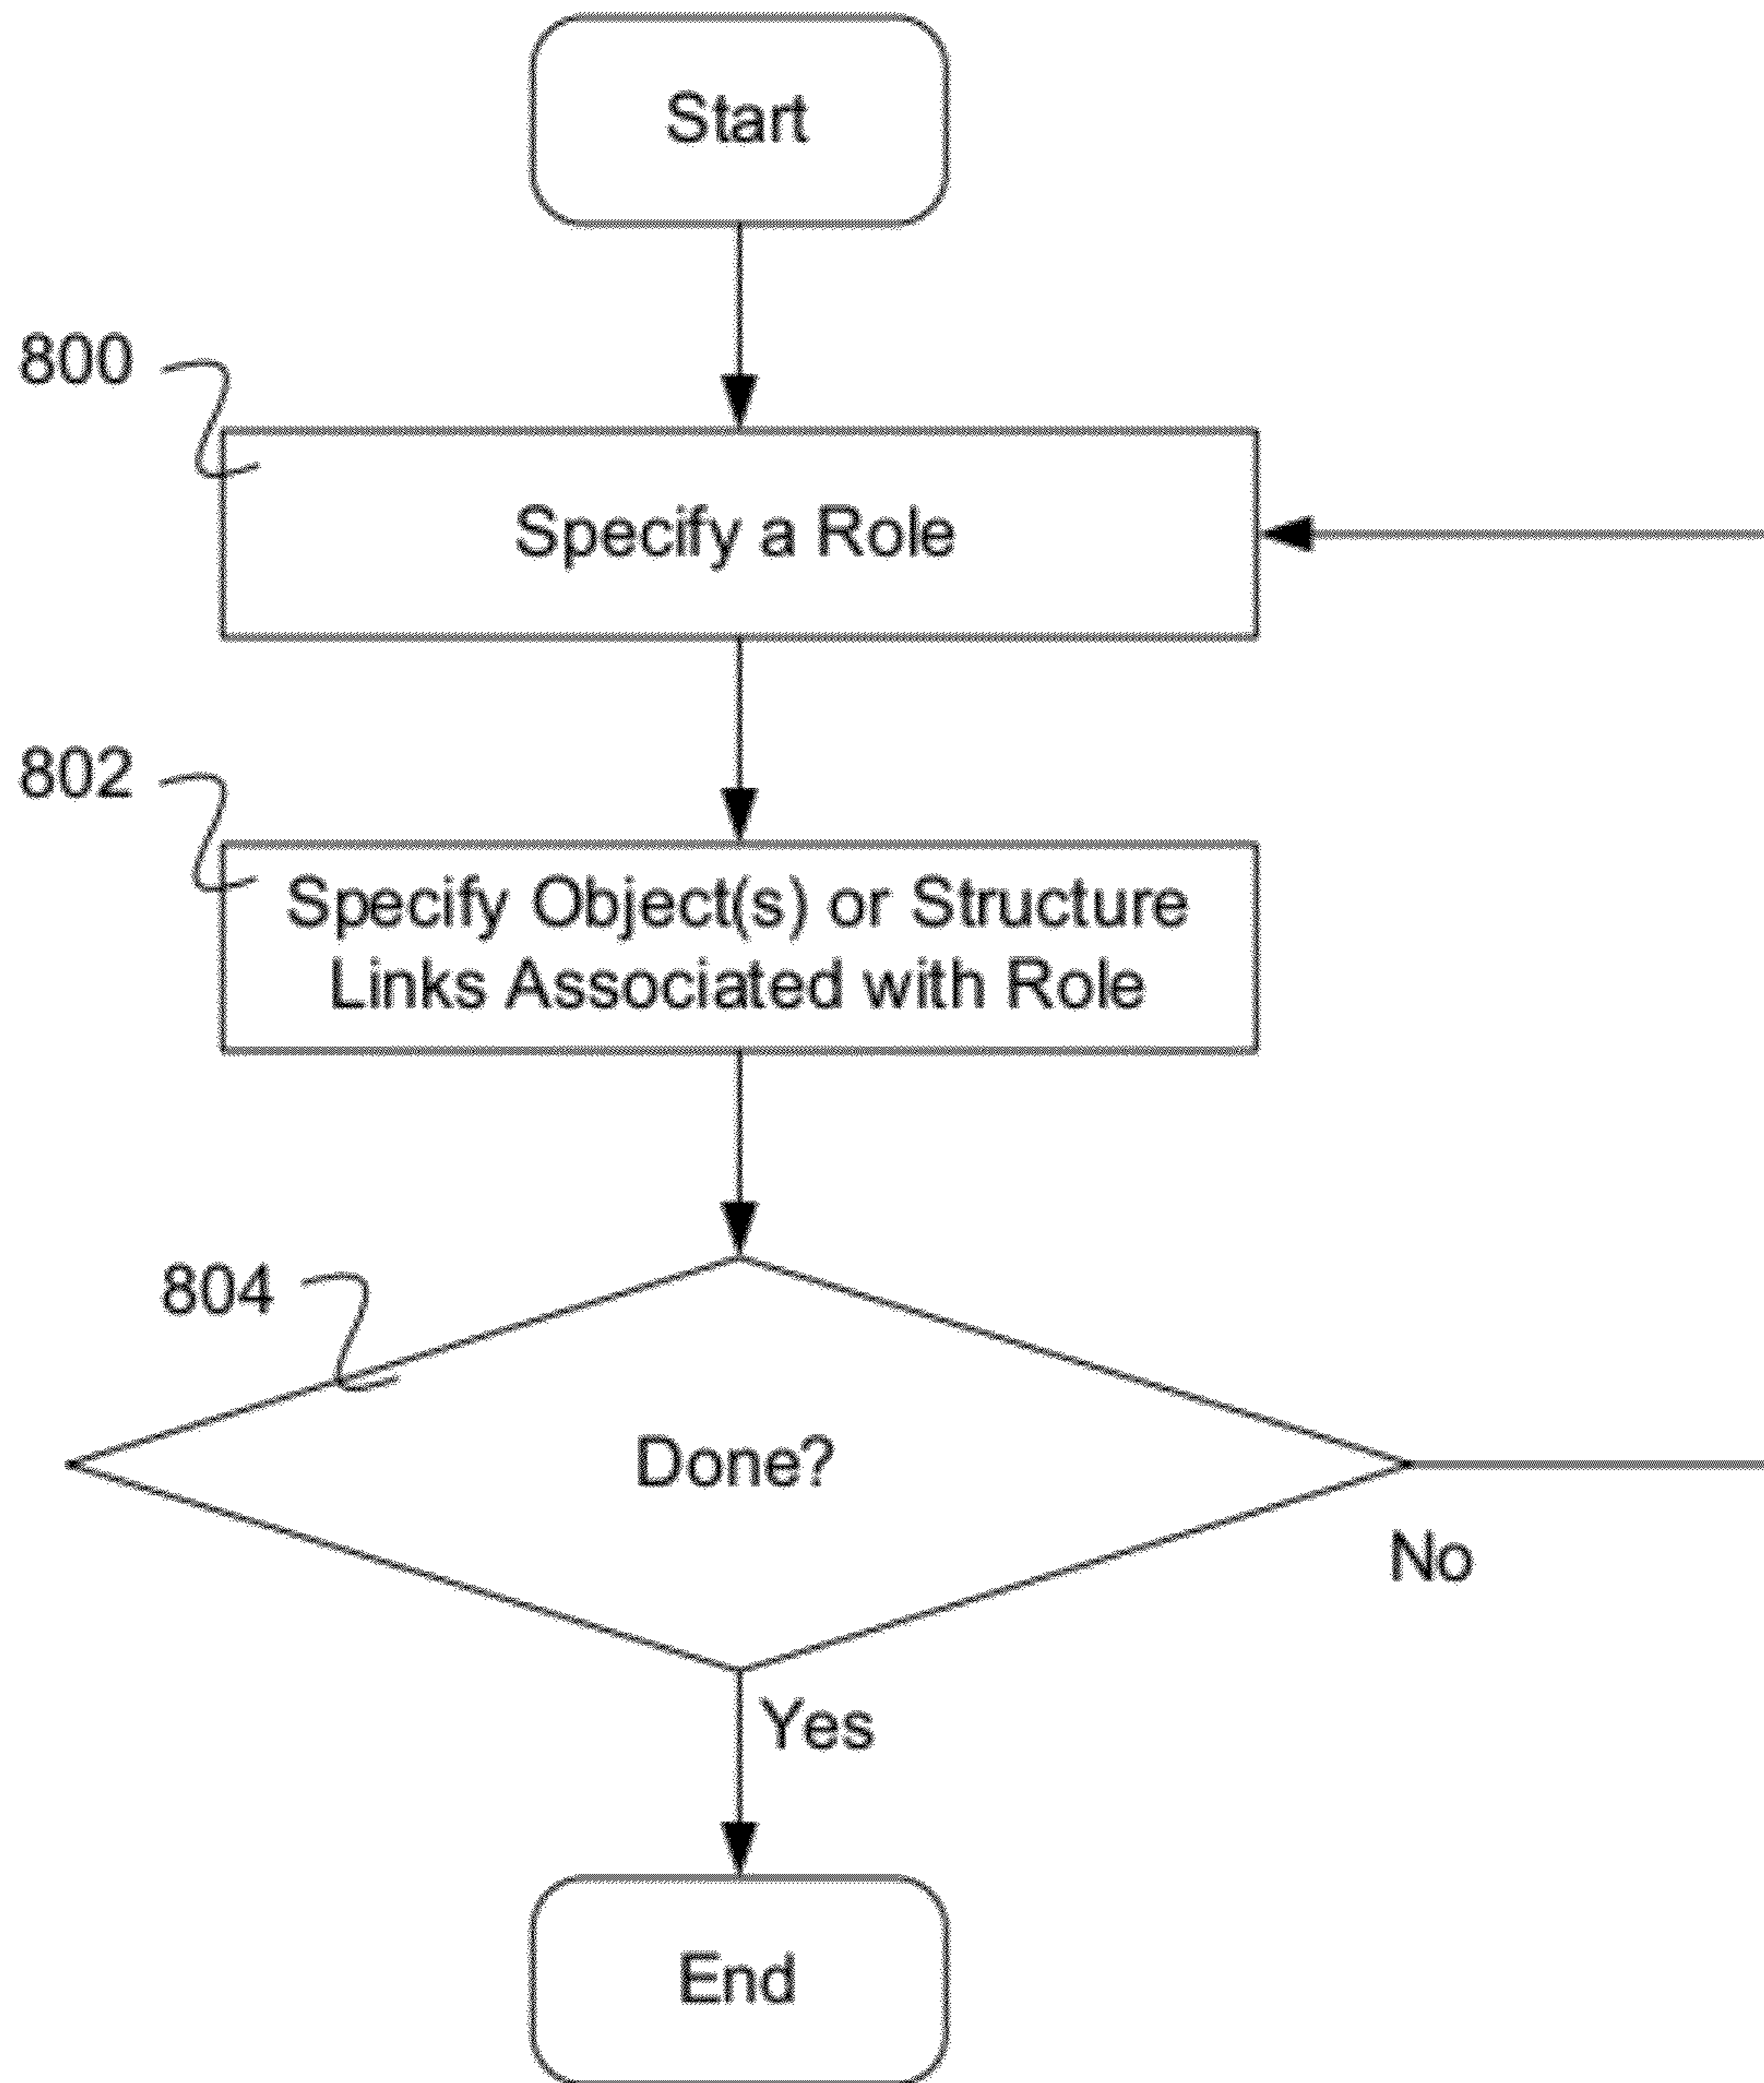 Start
800
Specify a Role
802
Specify Object(s) or Structure
Links Associated with Role
804
Done?
No
Yes
End